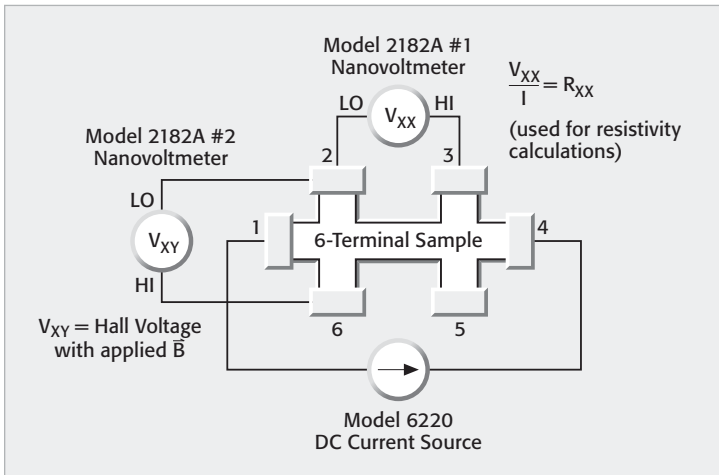 Model 2182A #1
Nanovoltmeter
V_XX
I
= R_XX
(used for resistivity
calculations)
LO
V_XX
HI
Model 2182A #2
Nanovoltmeter
2
3
LO
1
6-Terminal Sample
4
V_XY
HI
V_XY = Hall Voltage
with applied B⃗
6
5
Model 6220
DC Current Source